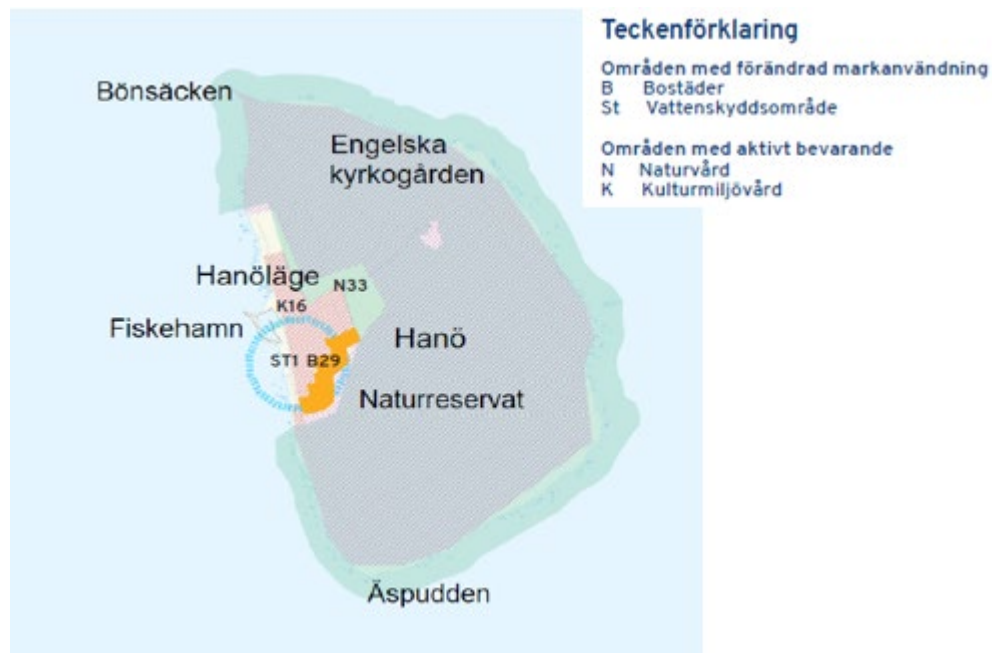 Teckenförklaring
Områden med förändrad markanvändning
B Bostäder
St Vattenskyddsområde
Områden med aktivt bevarande
N Naturvård
K Kulturmiljövård
Bönsäcken
Engelska
kyrkogården
Hanöläge
N33
K16
Fiskehamn
Hanö
ST1 B29
Naturreservat
Äspudden